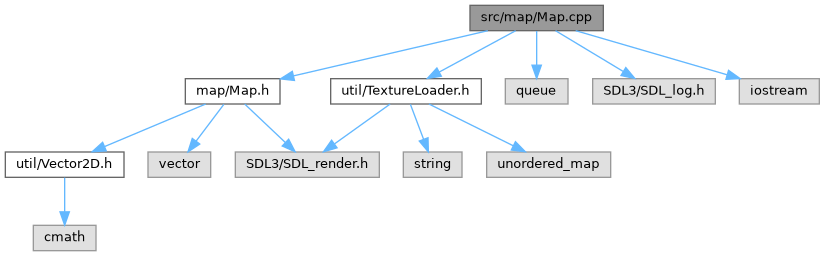 src/map/Map.cpp
map/Map.h
util/TextureLoader.h
queue
SDL3/SDL_log.h
iostream
util/Vector2D.h
vector
SDL3/SDL_render.h
string
unordered_map
cmath